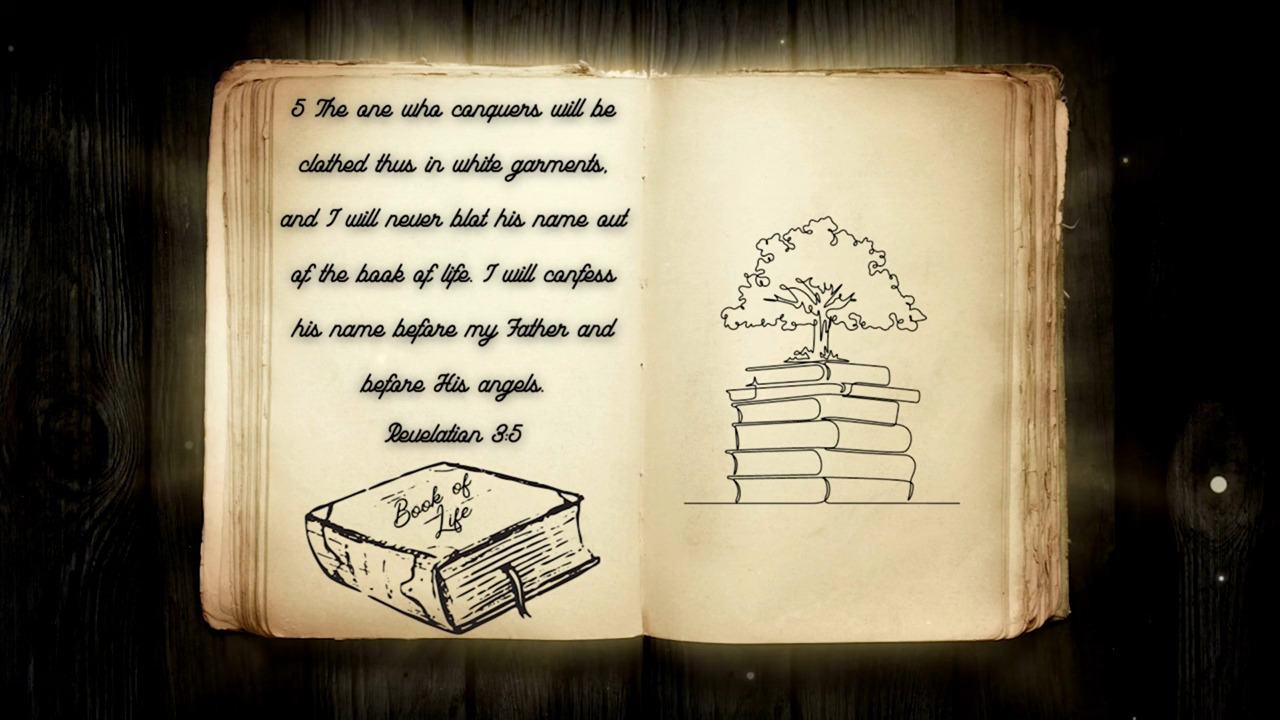 5 The one who conquers will be
clothed thus in white garments,
and I will never blot his name out
of the book of life. I will confess
his name before my Father and
before His angels.
Revelation 3:5
Book of
Life